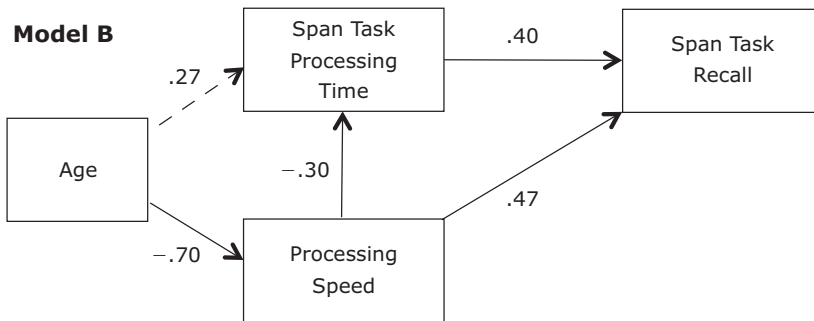 Model B
Span Task
Processing
Time
.40
Span Task
Recall
.27
Age
−.30
.47
−.70
Processing
Speed